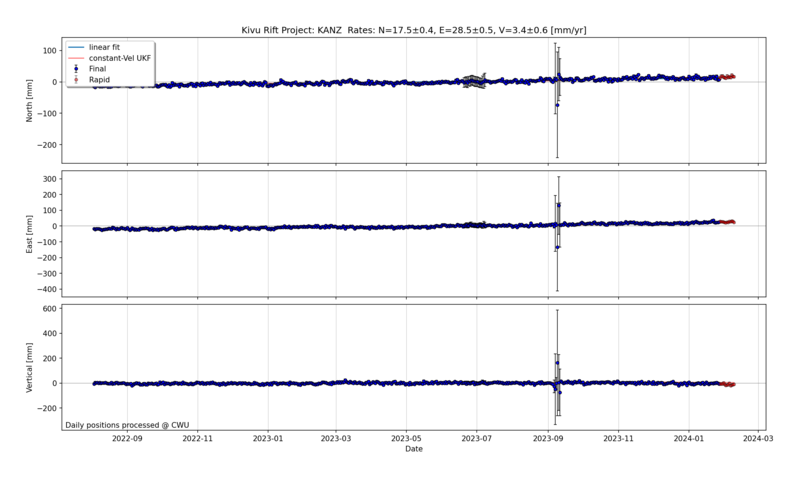 Kivu Rift Project: KANZ  Rates: N=17.5±0.4, E=28.5±0.5, V=3.4±0.6 [mm/yr]
linear fit
constant-Vel UKF
Final
Rapid
North [mm]
100
0
−100
−200
East [mm]
300
200
100
0
−100
−200
−300
−400
Vertical [mm]
600
400
200
0
−200
Daily positions processed @ CWU
2022-09 2022-11 2023-01 2023-03 2023-05 2023-07 2023-09 2023-11 2024-01 2024-03
Date